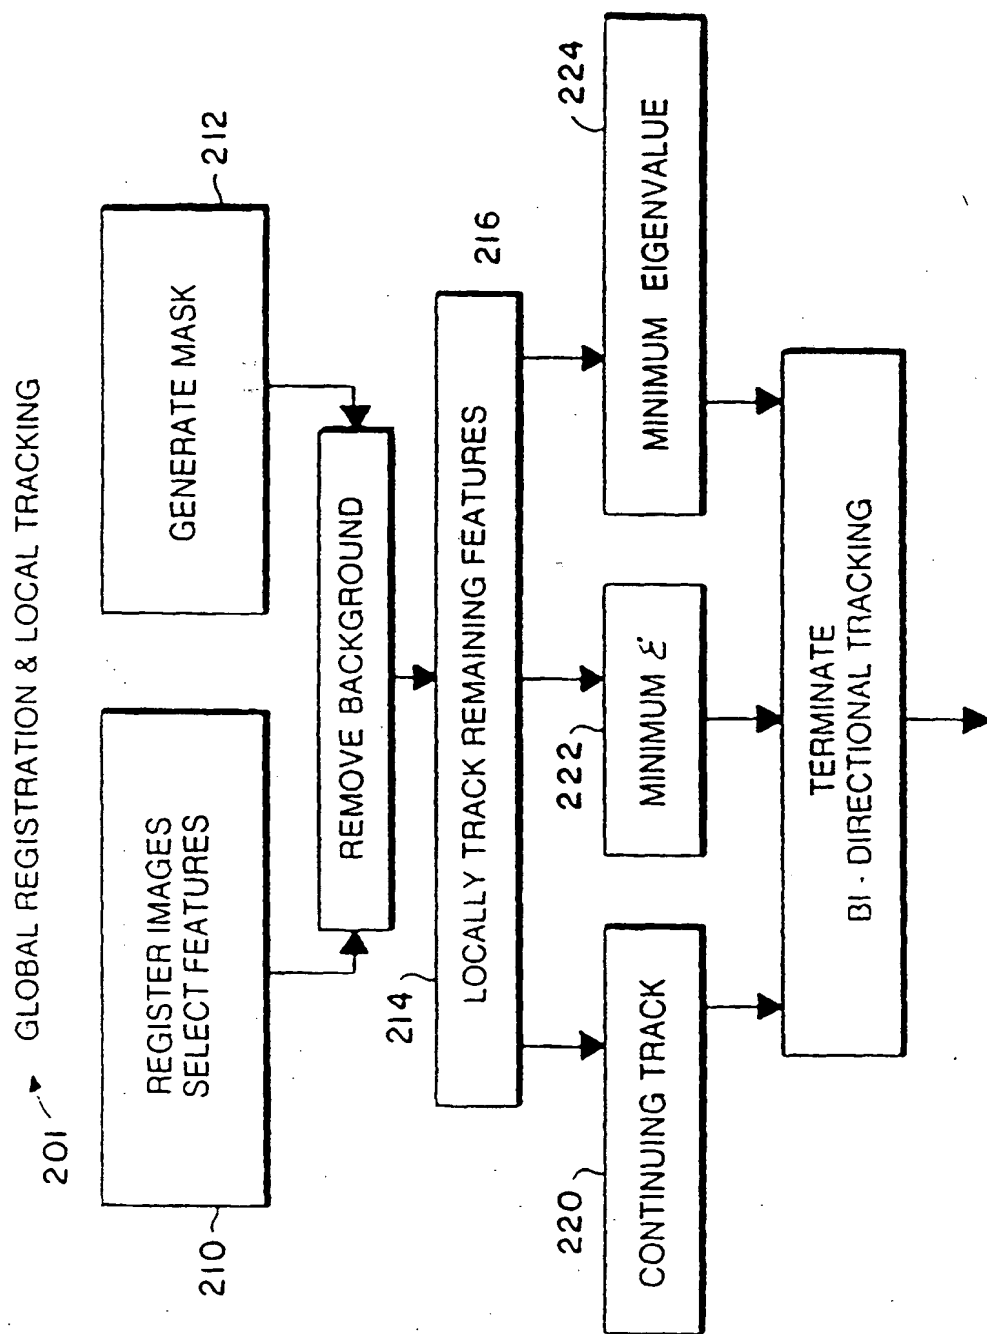 201
GLOBAL REGISTRATION & LOCAL TRACKING
210
REGISTER IMAGES
SELECT FEATURES
GENERATE MASK
212
REMOVE BACKGROUND
214
LOCALLY TRACK REMAINING FEATURES
216
220
CONTINUING TRACK
222
MINIMUM ℰ
224
MINIMUM EIGENVALUE
TERMINATE
BI - DIRECTIONAL TRACKING